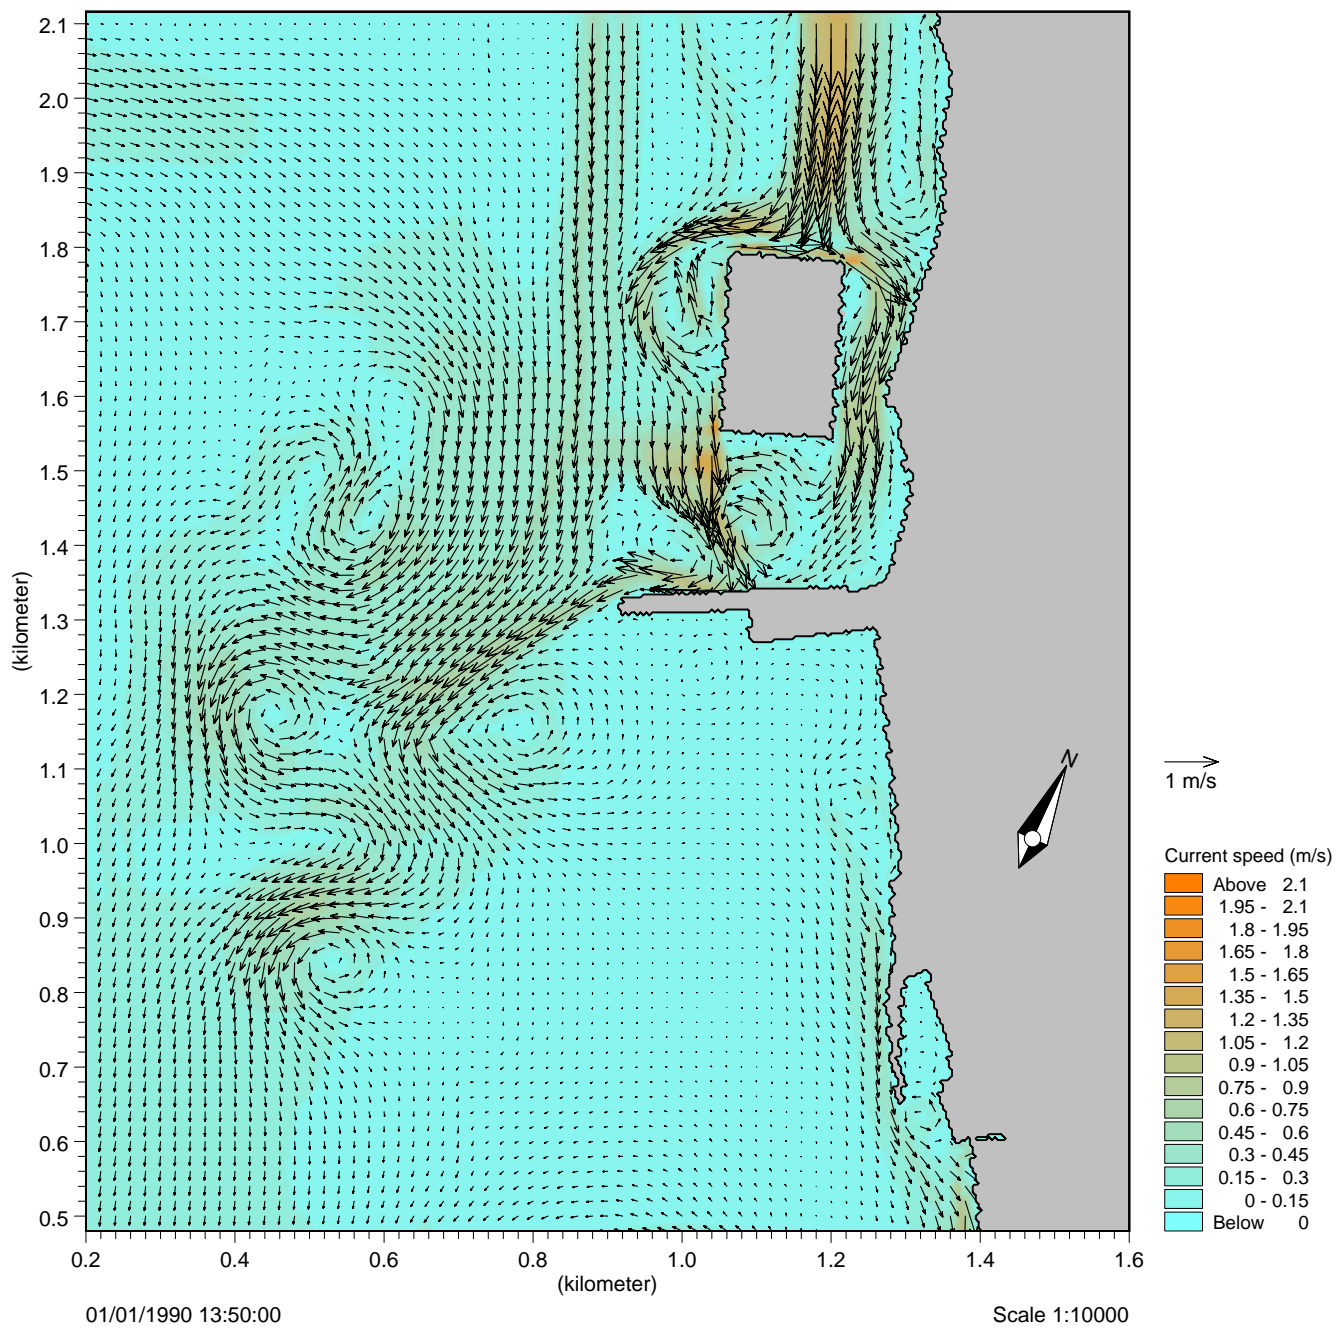 2.1
2.0
1.9
1.8
1.7
1.6
1.5
1.4
1.3
1.2
1.1
1.0
0.9
0.8
0.7
0.6
0.5
(kilometer)
0.2 0.4 0.6 0.8 1.0 1.2 1.4 1.6
(kilometer)
01/01/1990 13:50:00
Scale 1:10000
N
1 m/s
Current speed (m/s)
Above 2.1
1.95 - 2.1
1.8 - 1.95
1.65 - 1.8
1.5 - 1.65
1.35 - 1.5
1.2 - 1.35
1.05 - 1.2
0.9 - 1.05
0.75 - 0.9
0.6 - 0.75
0.45 - 0.6
0.3 - 0.45
0.15 - 0.3
0 - 0.15
Below 0